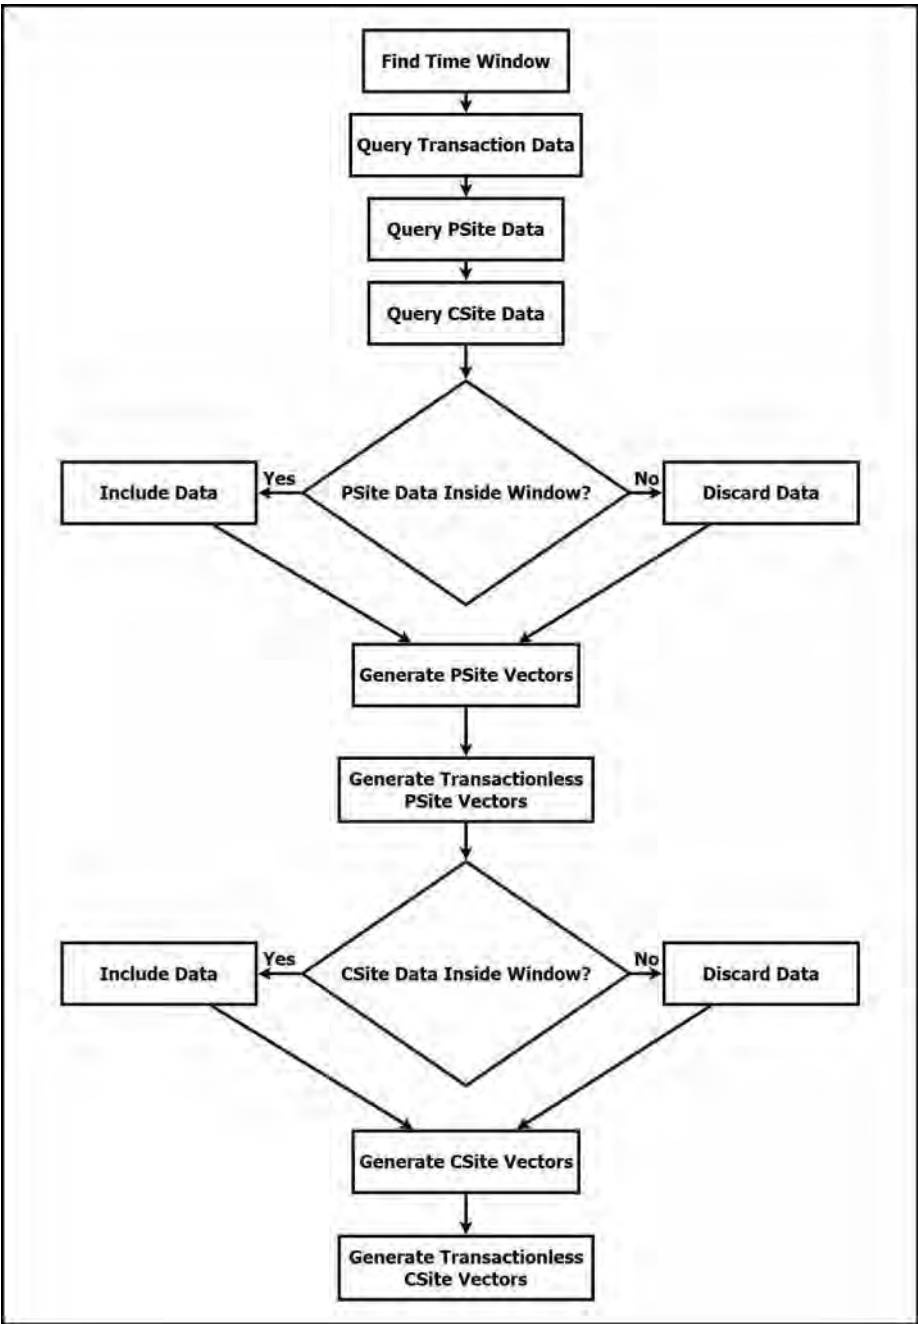 Find Time Window
Query Transaction Data
Query PSite Data
Query CSite Data
Yes
No
Include Data
PSite Data Inside Window?
Discard Data
Generate PSite Vectors
Generate Transactionless
PSite Vectors
Yes
No
Include Data
CSite Data Inside Window?
Discard Data
Generate CSite Vectors
Generate Transactionless
CSite Vectors